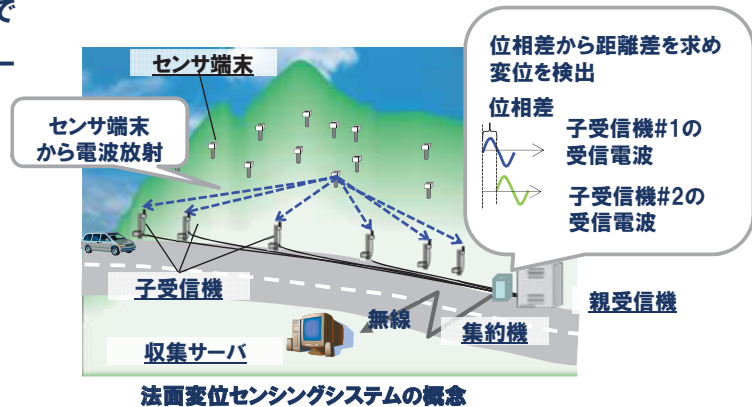 で
ー
センサ端末
センサ端末
から電波放射
位相差から距離差を求め
変位を検出
位相差
子受信機#1の
受信電波
子受信機#2の
受信電波
子受信機
親受信機
無線
集約機
収集サーバ
法面変位センシングシステムの概念